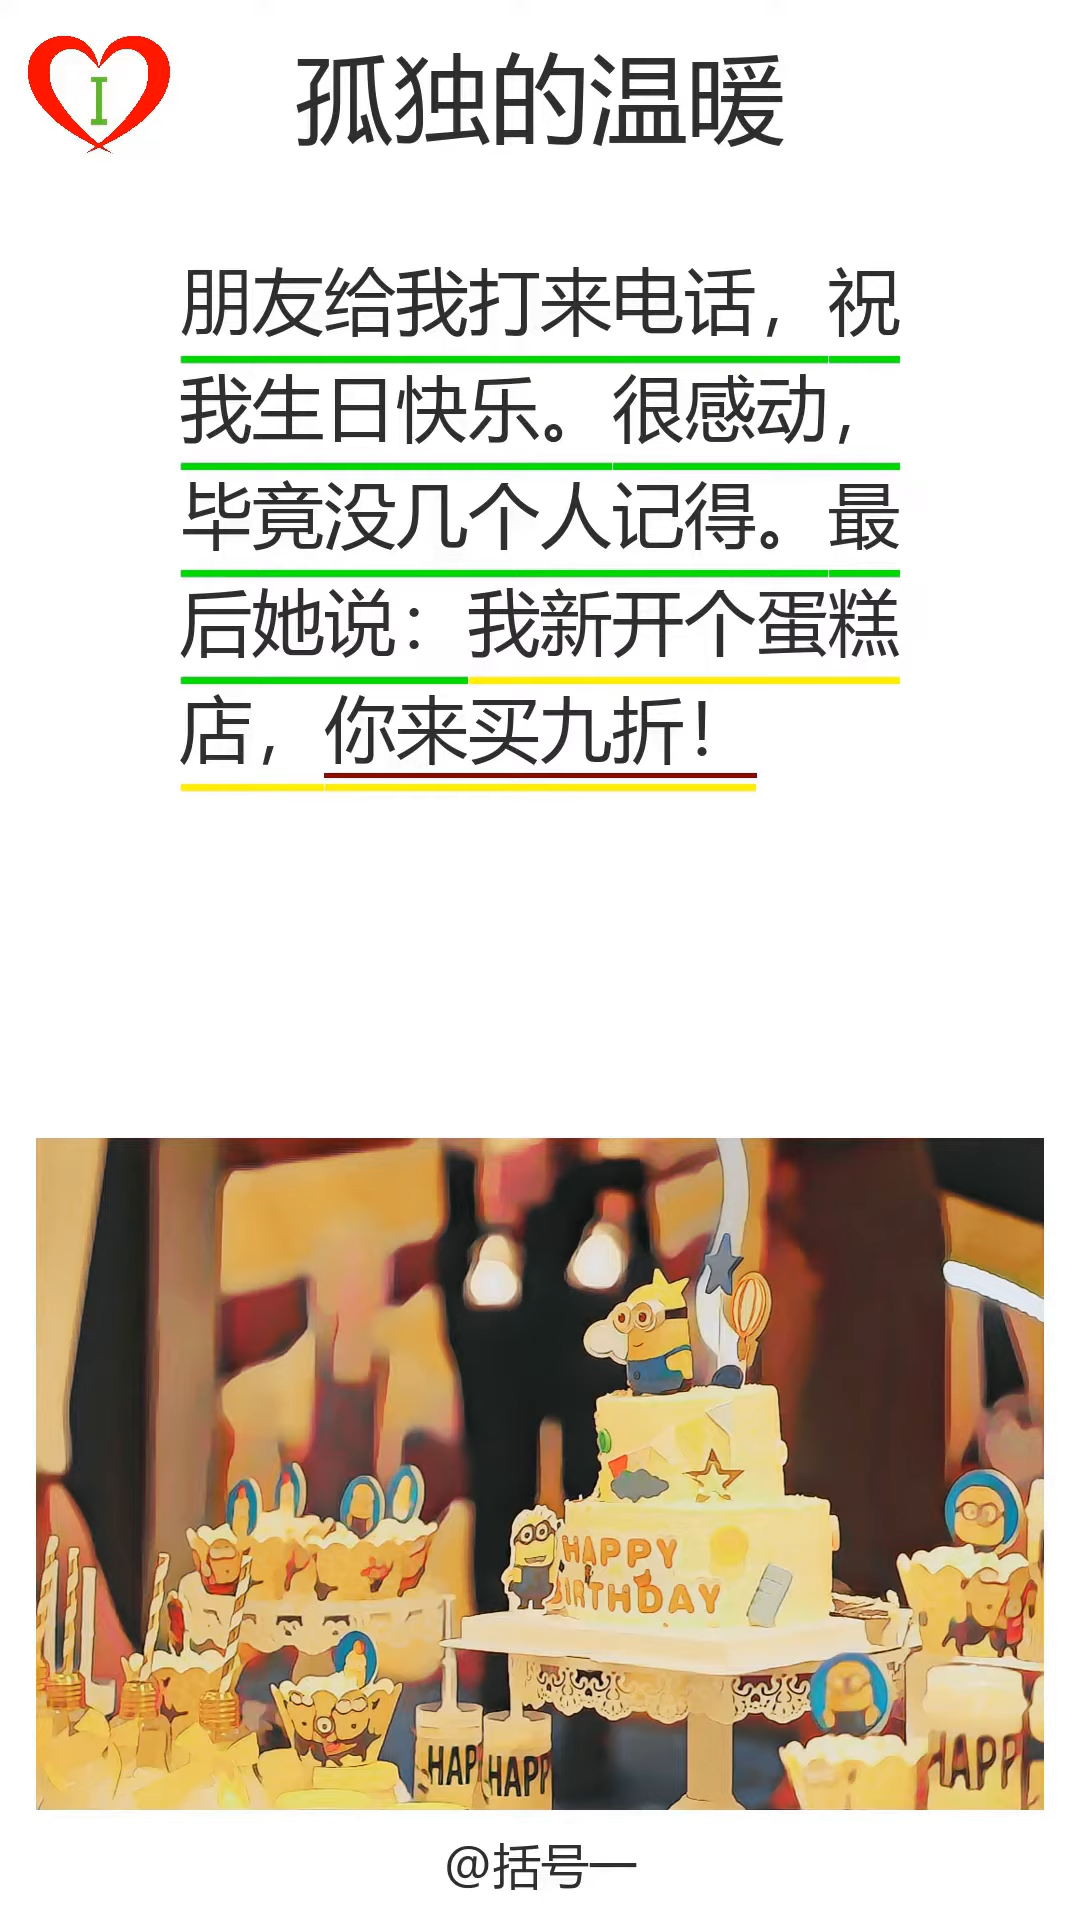 I
孤独的温暖
朋友给我打来电话，祝
我生日快乐。很感动，
毕竟没几个人记得。最
后她说：我新开个蛋糕
店，你来买九折！
HAPPY
BIRTHDAY
HAP
HAPP
HAPP
@括号一